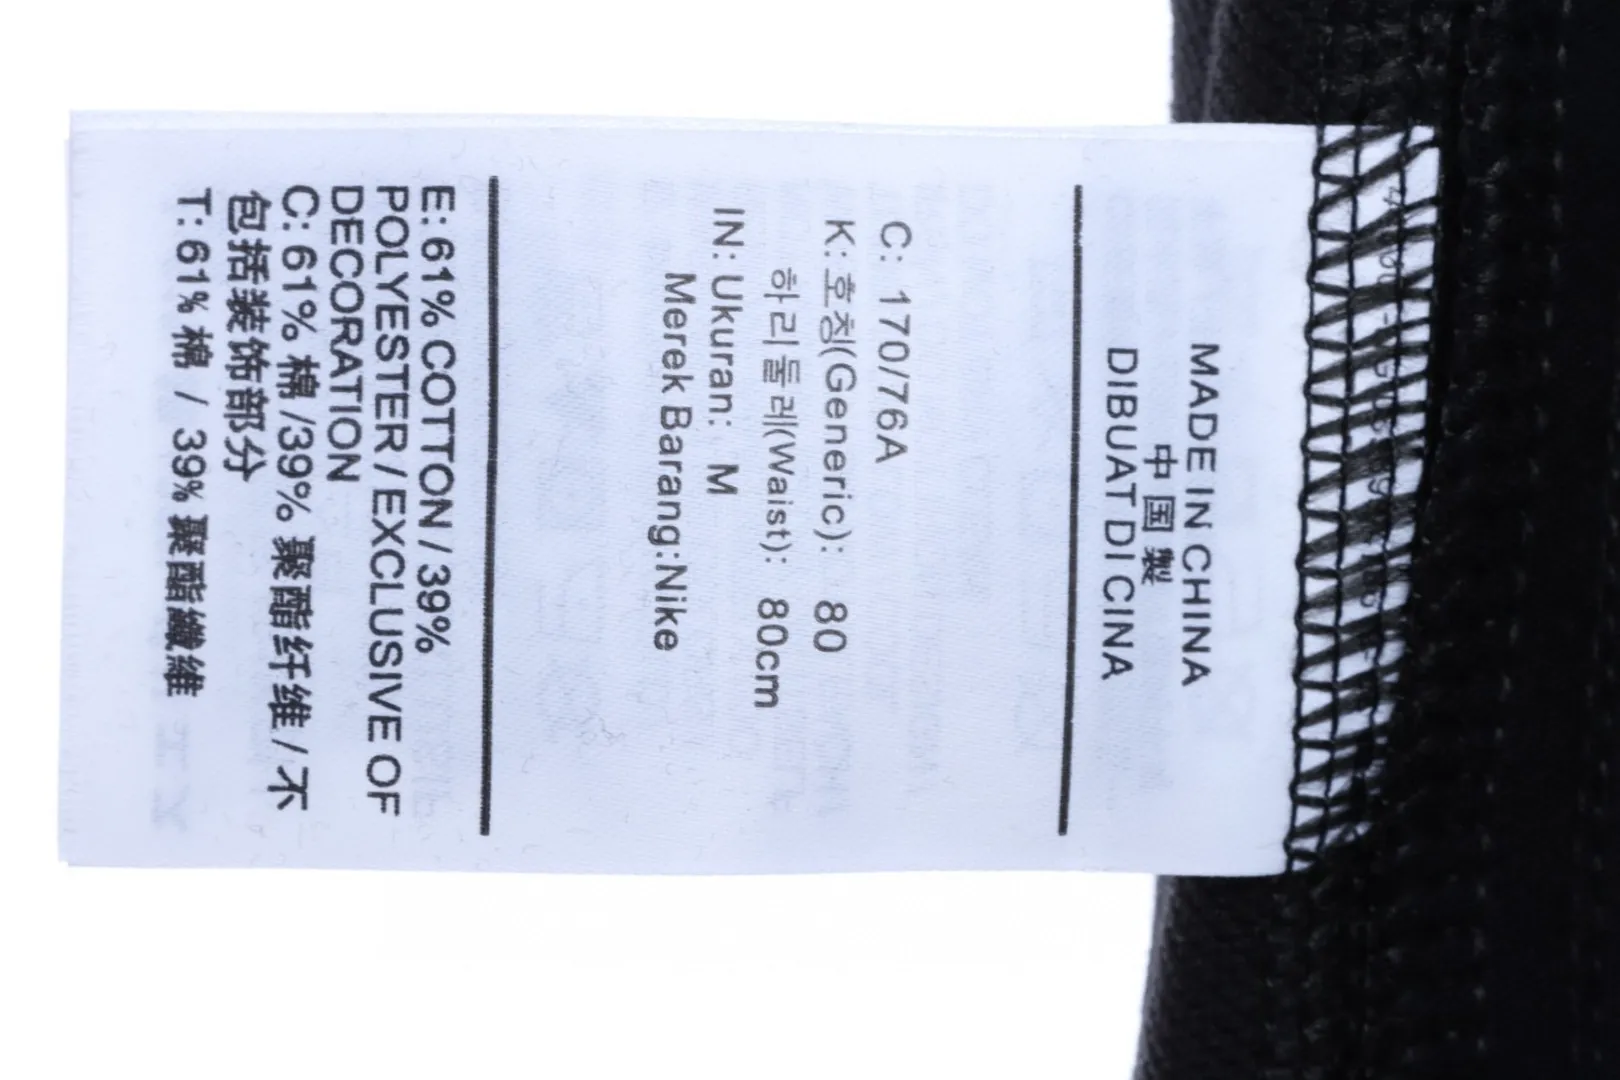 MADE IN CHINA
中国製
DIBUAT DI CINA
C: 170/76A
K: 호칭(Generic): 80
하리둘레(Waist): 80cm
IN: Ukuran: M
Merek Barang:Nike
E: 61% COTTON / 39%
POLYESTER / EXCLUSIVE OF
DECORATION
C: 61% 棉 /39% 聚酯纤维 / 不
包括装饰部分
T: 61% 棉 / 39% 聚酯纖維